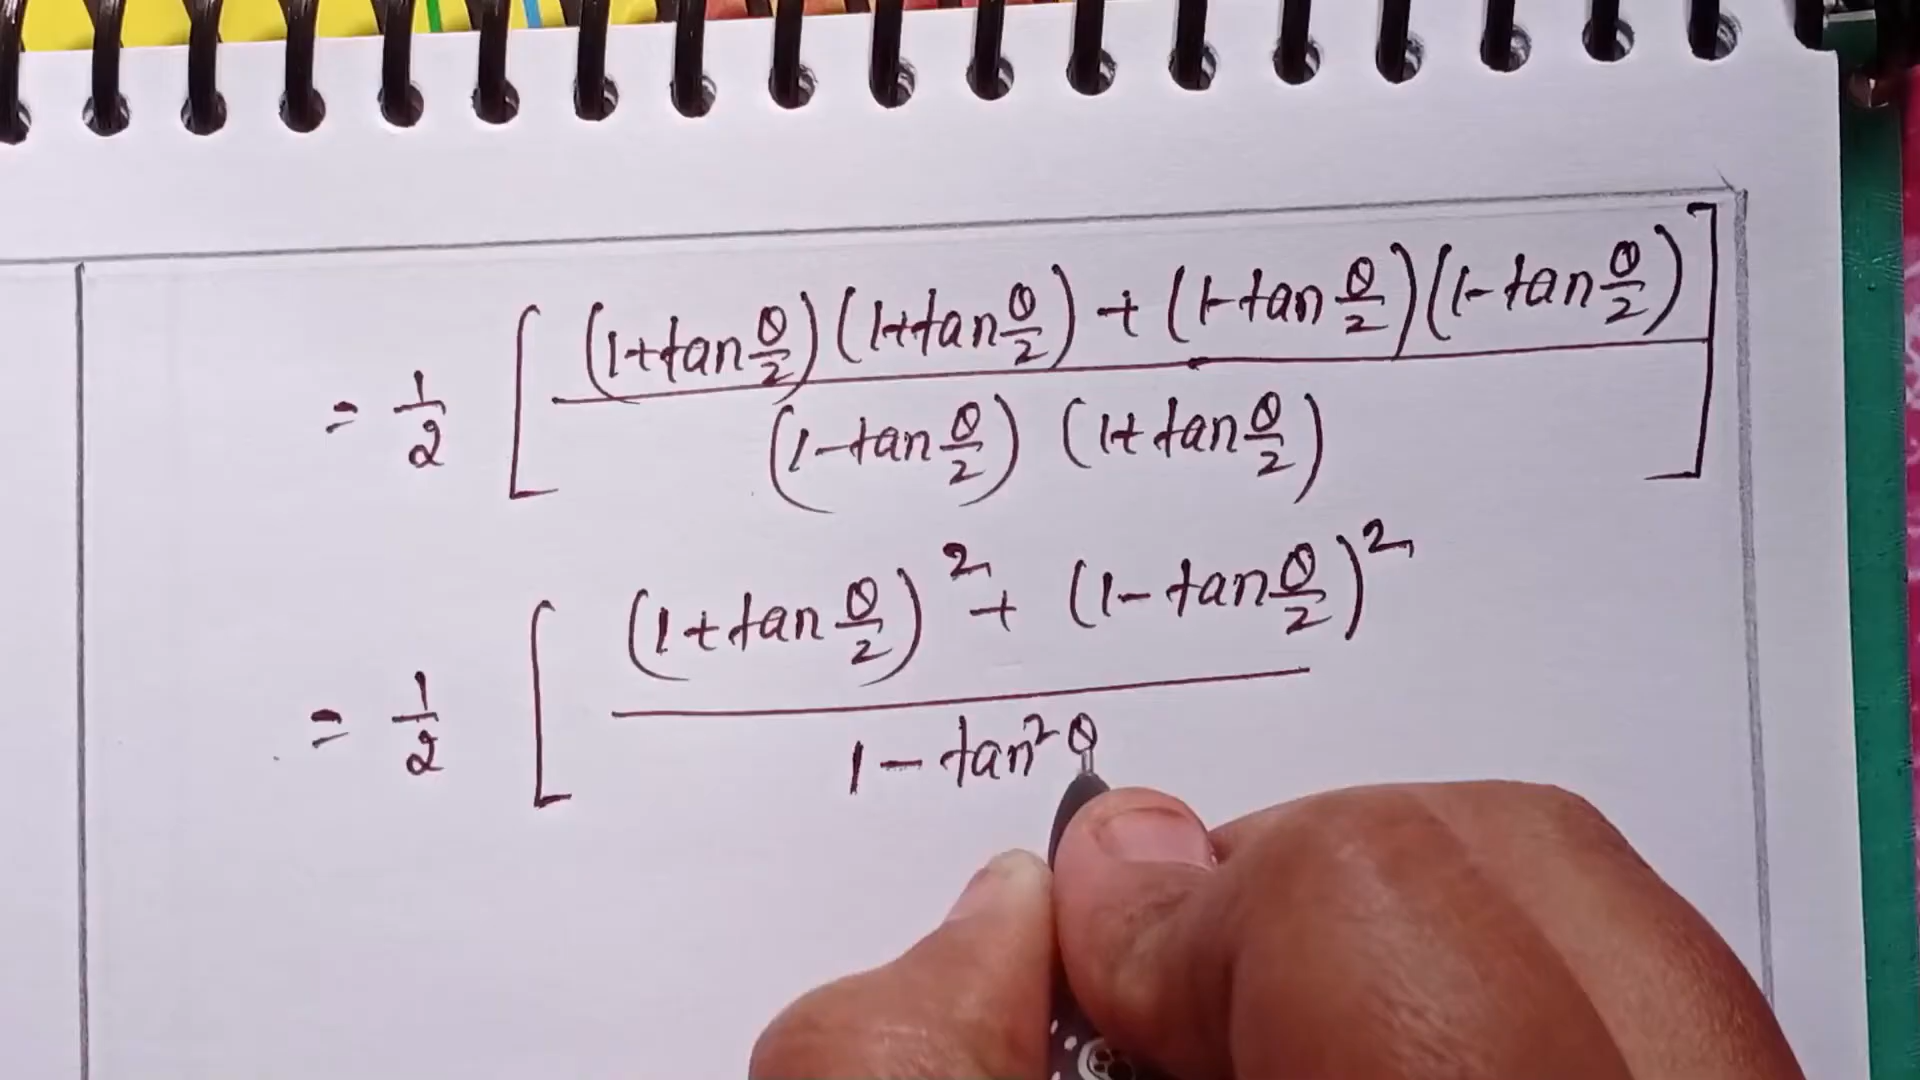 = 1/2 [ (1+tan θ/2)(1+tan θ/2) + (1-tan θ/2)(1-tan θ/2) / (1-tan θ/2) (1+tan θ/2) ]
= 1/2 [ (1+tan θ/2)² + (1-tan θ/2)² / 1-tan² θ